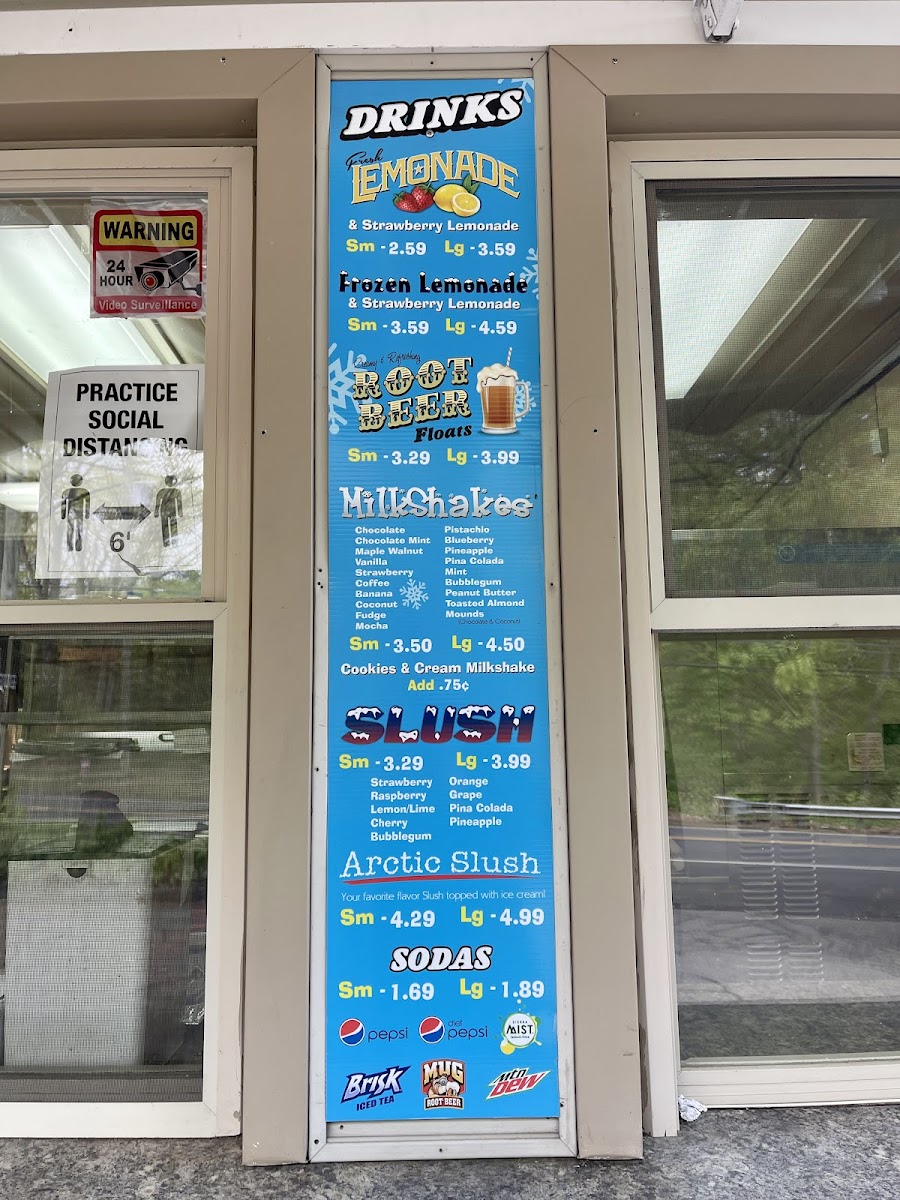 WARNING
24
HOUR
Video Surveillance
PRACTICE
SOCIAL
DISTANCING
6'
DRINKS
Fresh
LEMONADE
& Strawberry Lemonade
Sm - 2.59 Lg - 3.59
Frozen Lemonade
& Strawberry Lemonade
Sm - 3.59 Lg - 4.59
Creamy & Refreshing
ROOT
BEER
Floats
Sm - 3.29 Lg - 3.99
MilkShakes
Chocolate
Chocolate Mint
Maple Walnut
Vanilla
Strawberry
Coffee
Banana
Coconut
Fudge
Mocha
Pistachio
Blueberry
Pineapple
Pina Colada
Mint
Bubblegum
Peanut Butter
Toasted Almond
Mounds
(Chocolate & Coconut)
Sm - 3.50 Lg - 4.50
Cookies & Cream Milkshake
Add .75¢
SLUSH
Sm - 3.29 Lg - 3.99
Strawberry
Raspberry
Lemon/Lime
Cherry
Bubblegum
Orange
Grape
Pina Colada
Pineapple
Arctic Slush
Your favorite flavor Slush topped with ice cream!
Sm - 4.29 Lg - 4.99
SODAS
Sm - 1.69 Lg - 1.89
pepsi
diet
pepsi
SIERRA
MIST
BRISK
ICED TEA
MUG
ROOT BEER
Mtn
DEW